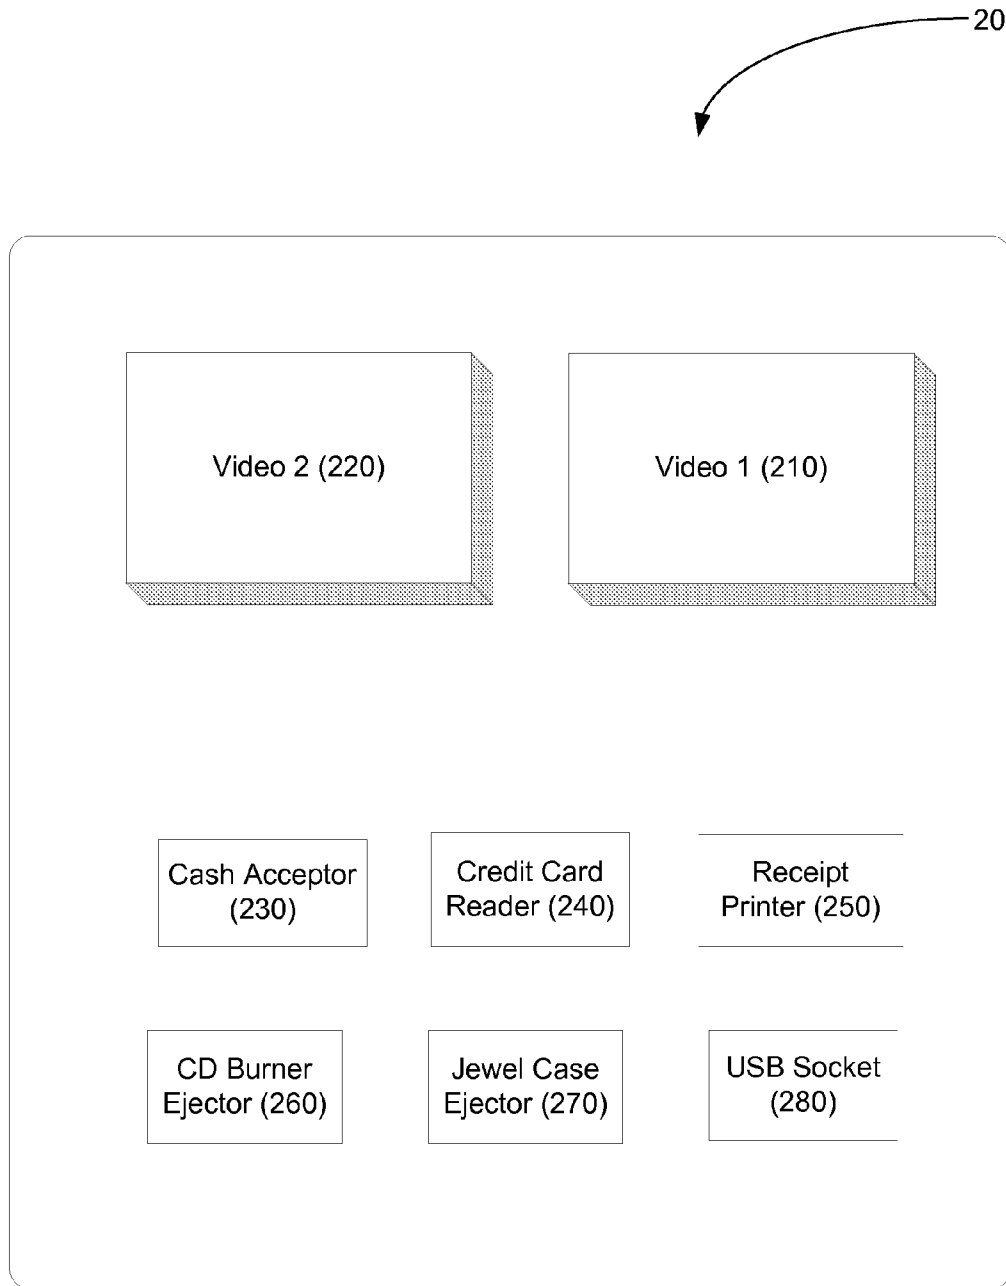 20
Video 2 (220)
Video 1 (210)
Cash Acceptor
(230)
Credit Card
Reader (240)
Receipt
Printer (250)
CD Burner
Ejector (260)
Jewel Case
Ejector (270)
USB Socket
(280)